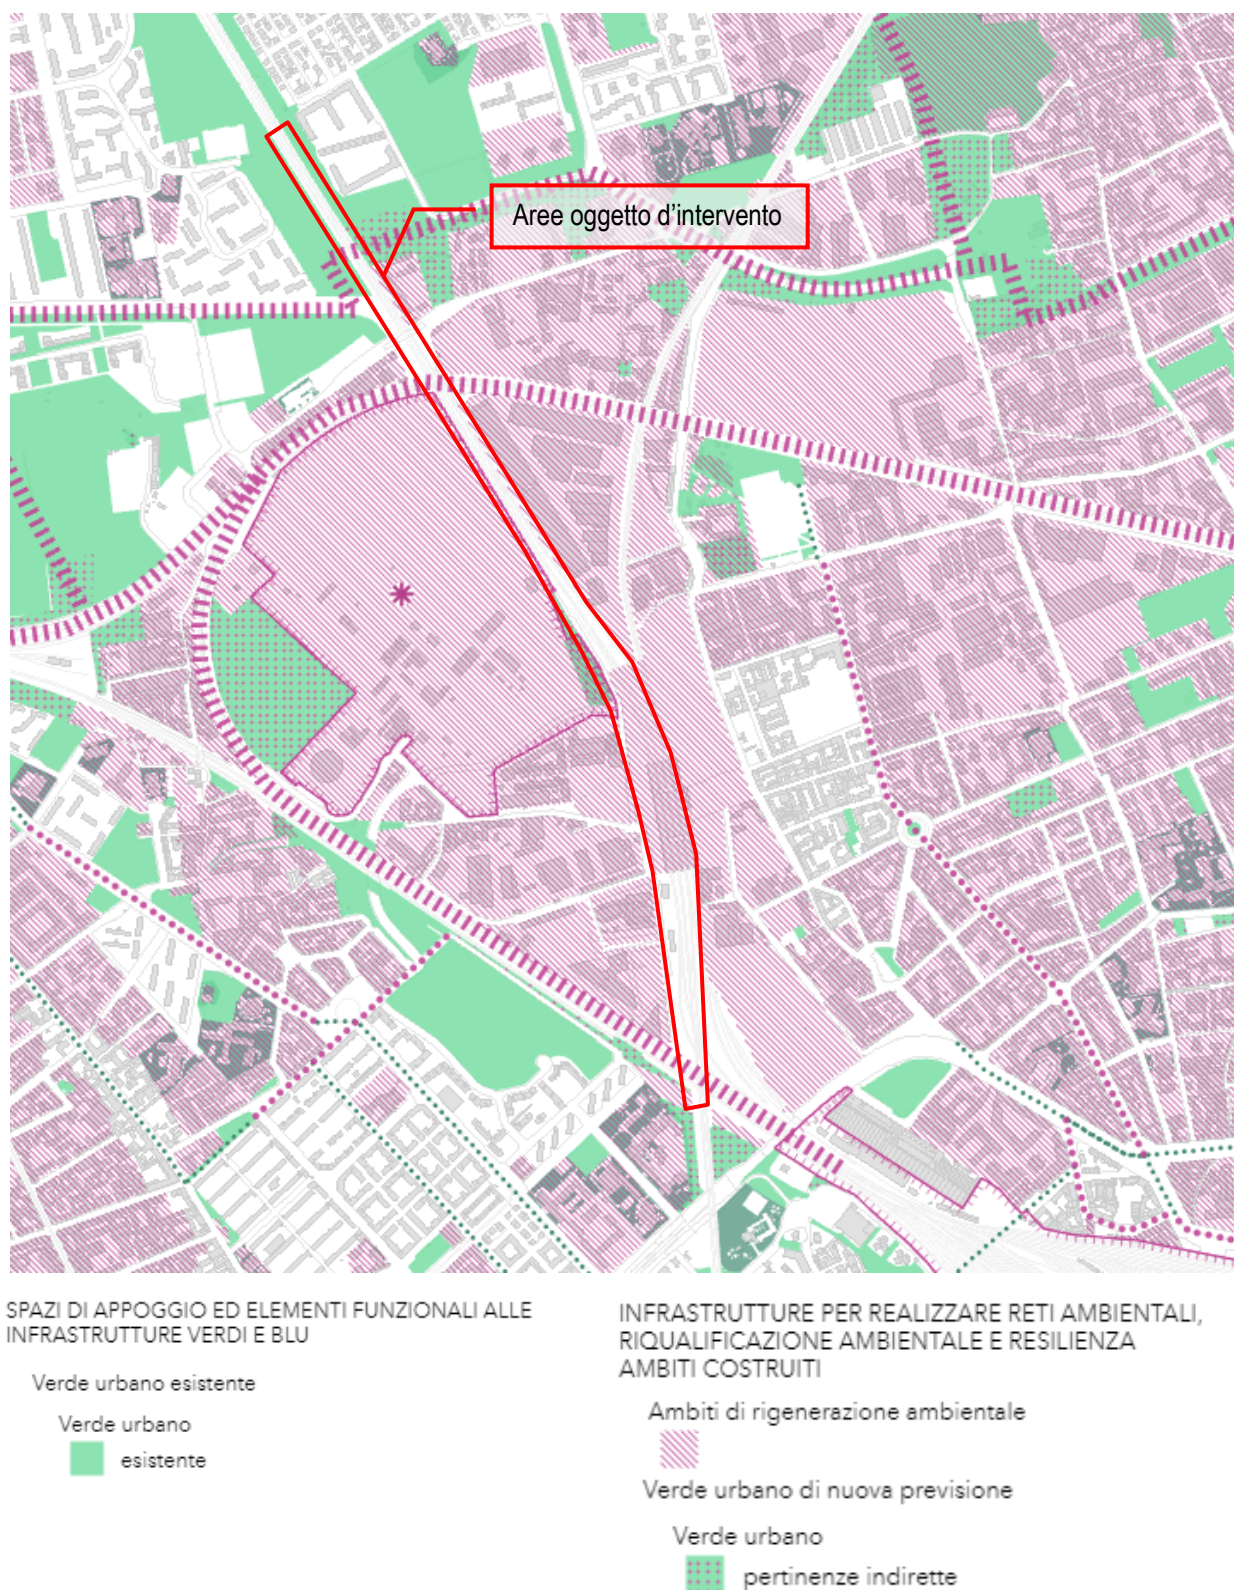 Aree oggetto d'intervento
SPAZI DI APPOGGIO ED ELEMENTI FUNZIONALI ALLE
INFRASTRUTTURE VERDI E BLU
Verde urbano esistente
Verde urbano
esistente
INFRASTRUTTURE PER REALIZZARE RETI AMBIENTALI,
RIQUALIFICAZIONE AMBIENTALE E RESILIENZA
AMBITI COSTRUITI
Ambiti di rigenerazione ambientale
Verde urbano di nuova previsione
Verde urbano
pertinenze indirette